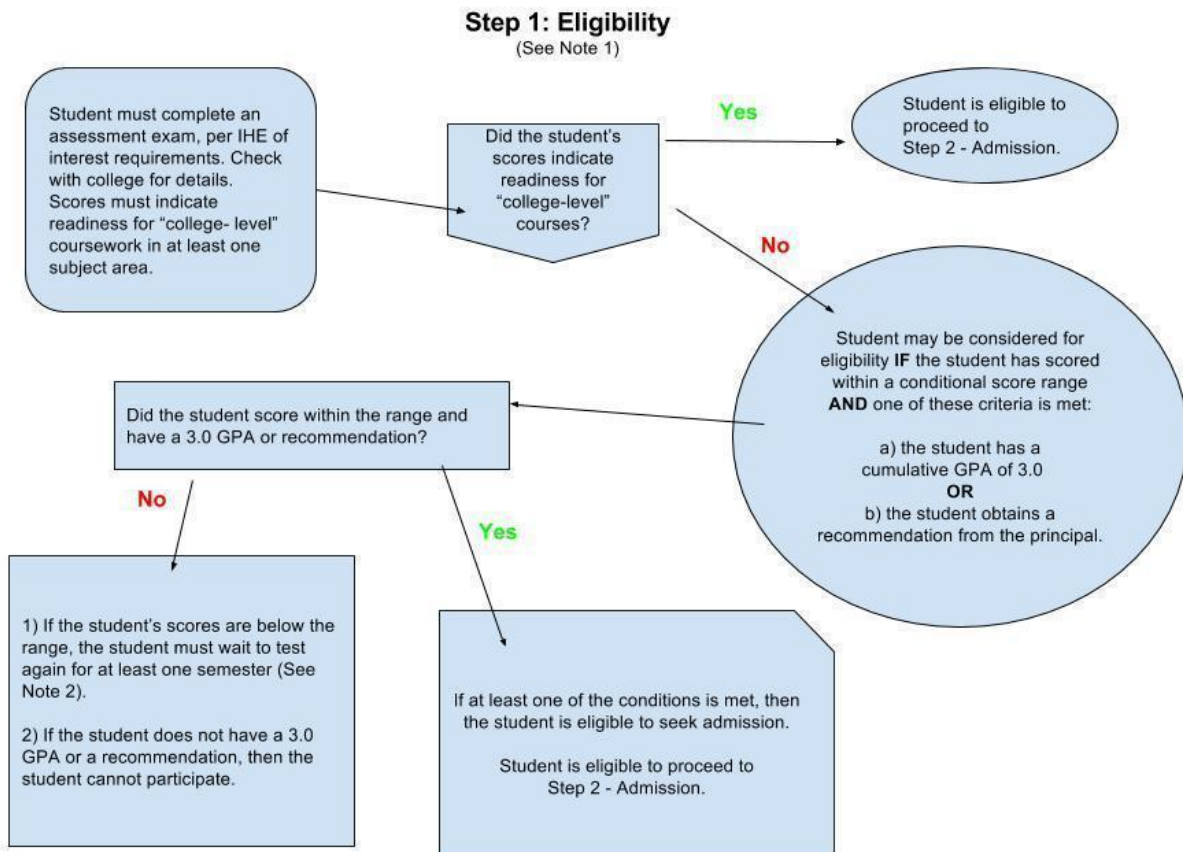 Step 1: Eligibility
(See Note 1)
Student must complete an
assessment exam, per IHE of
interest requirements. Check
with college for details.
Scores must indicate
readiness for “college- level”
coursework in at least one
subject area.
Did the student’s
scores indicate
readiness for
“college-level”
courses?
Yes
Student is eligible to
proceed to
Step 2 - Admission.
No
Student may be considered for
eligibility IF the student has scored
within a conditional score range
AND one of these criteria is met:
a) the student has a
cumulative GPA of 3.0
OR
b) the student obtains a
recommendation from the principal.
Did the student score within the range and
have a 3.0 GPA or recommendation?
No
Yes
1) If the student’s scores are below the
range, the student must wait to test
again for at least one semester (See
Note 2).
2) If the student does not have a 3.0
GPA or a recommendation, then the
student cannot participate.
If at least one of the conditions is met, then
the student is eligible to seek admission.
Student is eligible to proceed to
Step 2 - Admission.